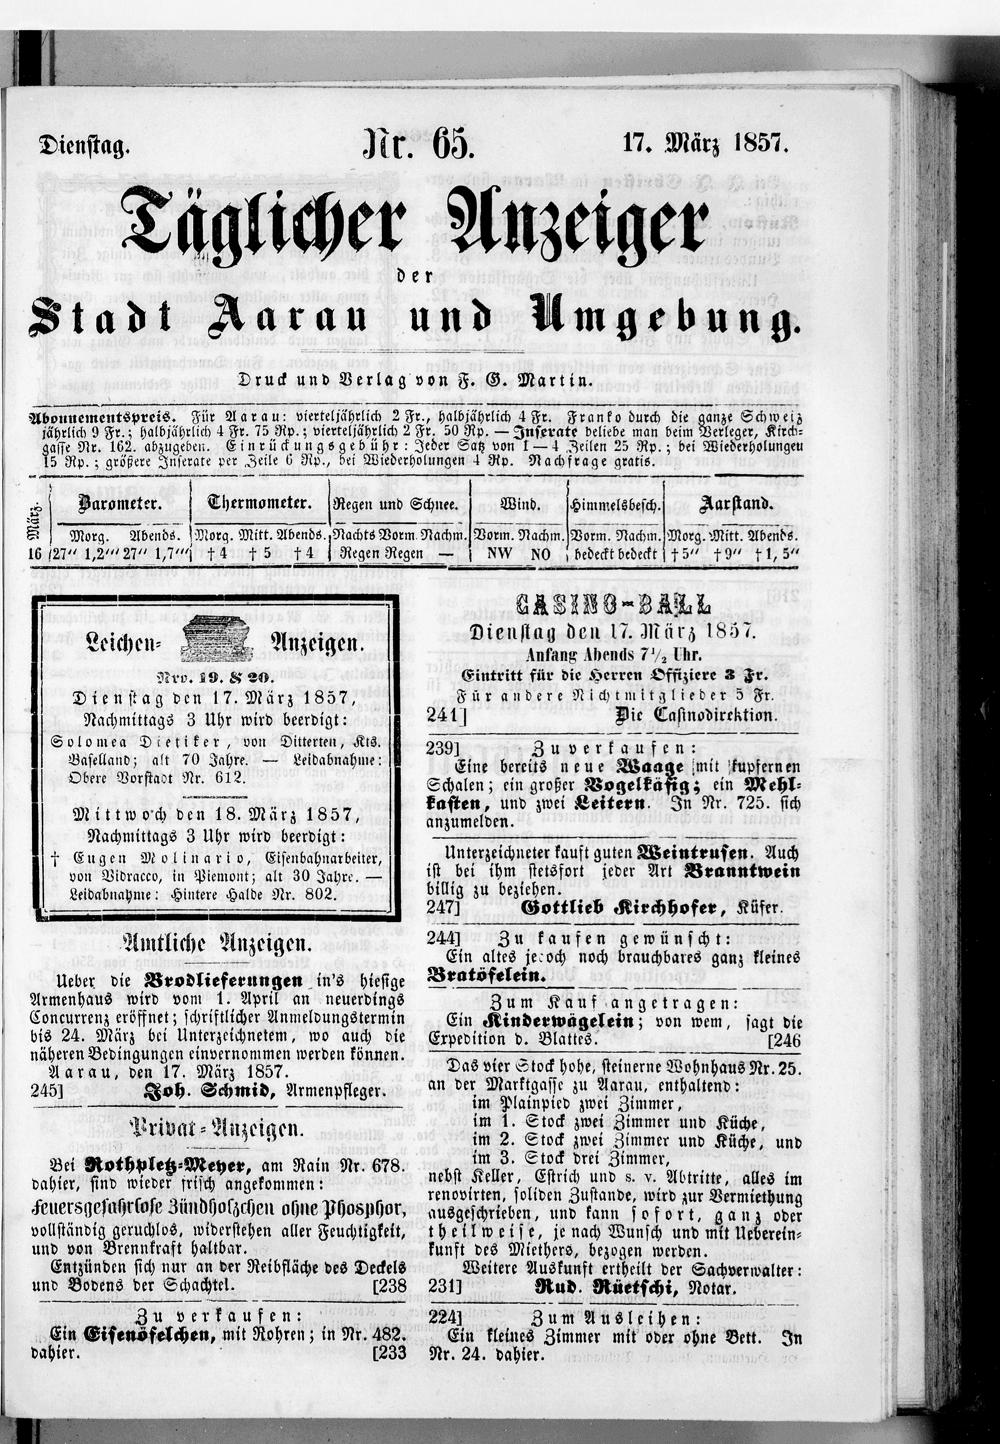 Dienstag. Nr. 65. 17. März 1857.
Täglicher Anzeiger
der
Stadt Aarau und Umgebung.
Druck und Verlag von F. G. Martin.
Abonnementspreis. Für Aarau: vierteljährlich 2 Fr., halbjährlich 4 Fr. Franko durch die ganze Schweiz
jährlich 9 Fr.; halbjährlich 4 Fr. 75 Rp.; vierteljährlich 2 Fr. 50 Rp. — Inserate beliebe man beim Verleger, Kirch-
gasse Nr. 162. abzugeben. Einrückungsgebühr: Jeder Satz von 1—4 Zeilen 25 Rp.; bei Wiederholungen
15 Rp.; größere Inserate per Zeile 6 Rp., bei Wiederholungen 4 Rp. Nachfrage gratis.
März. Barometer. Thermometer. Regen und Schnee. Wind. Himmelsbesch. Aarstand.
Morg. Abends. Morg. Mitt. Abends. Nachts Vorm. Nachm. Vorm. Nachm. Vorm. Nachm. Morg. Mitt. Abends.
16 27" 1,2"' 27" 1,7"' † 4 † 5 † 4 Regen Regen — NW NO bedeckt bedeckt † 5" † 9" † 1, 5"
Leichen- Anzeigen.
Nro. 19. & 20.
Dienstag den 17. März 1857,
Nachmittags 3 Uhr wird beerdigt:
Solomea Dietiker, von Ditterten, Kts.
Baselland; alt 70 Jahre. — Leidabnahme:
Obere Vorstadt Nr. 612.
Mittwoch den 18. März 1857,
Nachmittags 3 Uhr wird beerdigt:
† Eugen Molinario, Eisenbahnarbeiter,
von Vidracco, in Piemont; alt 30 Jahre. —
Leidabnahme: Hintere Halde Nr. 802.
Amtliche Anzeigen.
Ueber die Brodlieferungen in's hiesige
Armenhaus wird vom 1. April an neuerdings
Concurrenz eröffnet; schriftlicher Anmeldungstermin
bis 24. März bei Unterzeichnetem, wo auch die
näheren Bedingungen einvernommen werden können.
Aarau, den 17. März 1857.
245] Joh. Schmid, Armenpfleger.
Privat-Anzeigen.
Bei Rothpletz-Meyer, am Rain Nr. 678.
dahier, sind wieder frisch angekommen:
Feuersgefahrlose Zündhölzchen ohne Phosphor,
vollständig geruchlos, widerstehen aller Feuchtigkeit,
und von Brennkraft haltbar.
Entzünden sich nur an der Reibfläche des Deckels
und Bodens der Schachtel. [238
Zu verkaufen:
Ein Eisenöfelchen, mit Rohren; in Nr. 482.
dahier. [233
CASINO-BALL
Dienstag den 17. März 1857.
Anfang Abends 7½ Uhr.
Eintritt für die Herren Offiziere 3 Fr.
Für andere Nichtmitglieder 5 Fr.
241] Die Casinodirektion.
239] Zu verkaufen:
Eine bereits neue Waage mit kupfernen
Schalen; ein großer Vogelkäfig; ein Mehl-
kasten, und zwei Leitern. In Nr. 725. sich
anzumelden.
Unterzeichneter kauft guten Weintrusen. Auch
ist bei ihm stetsfort jeder Art Branntwein
billig zu beziehen.
247] Gottlieb Kirchhofer, Küfer.
244] Zu kaufen gewünscht:
Ein altes jedoch noch brauchbares ganz kleines
Bratöfelein.
Zum Kauf angetragen:
Ein Kinderwägelein; von wem, sagt die
Expedition d. Blattes. [246
Das vier Stock hohe, steinerne Wohnhaus Nr. 25.
an der Marktgasse zu Aarau, enthaltend:
im Plainpied zwei Zimmer,
im 1. Stock zwei Zimmer und Küche,
im 2. Stock zwei Zimmer und Küche, und
im 3. Stock drei Zimmer,
nebst Keller, Estrich und s. v. Abtritte, alles im
renovirten, soliden Zustande, wird zur Vermiethung
ausgeschrieben, und kann sofort, ganz oder
theilweise, je nach Wunsch und mit Ueberein-
kunft des Miethers, bezogen werden.
Weitere Auskunft ertheilt der Sachverwalter:
231] Rud. Rüetschi, Notar.
224] Zum Ausleihen:
Ein kleines Zimmer mit oder ohne Bett. In
Nr. 24. dahier.